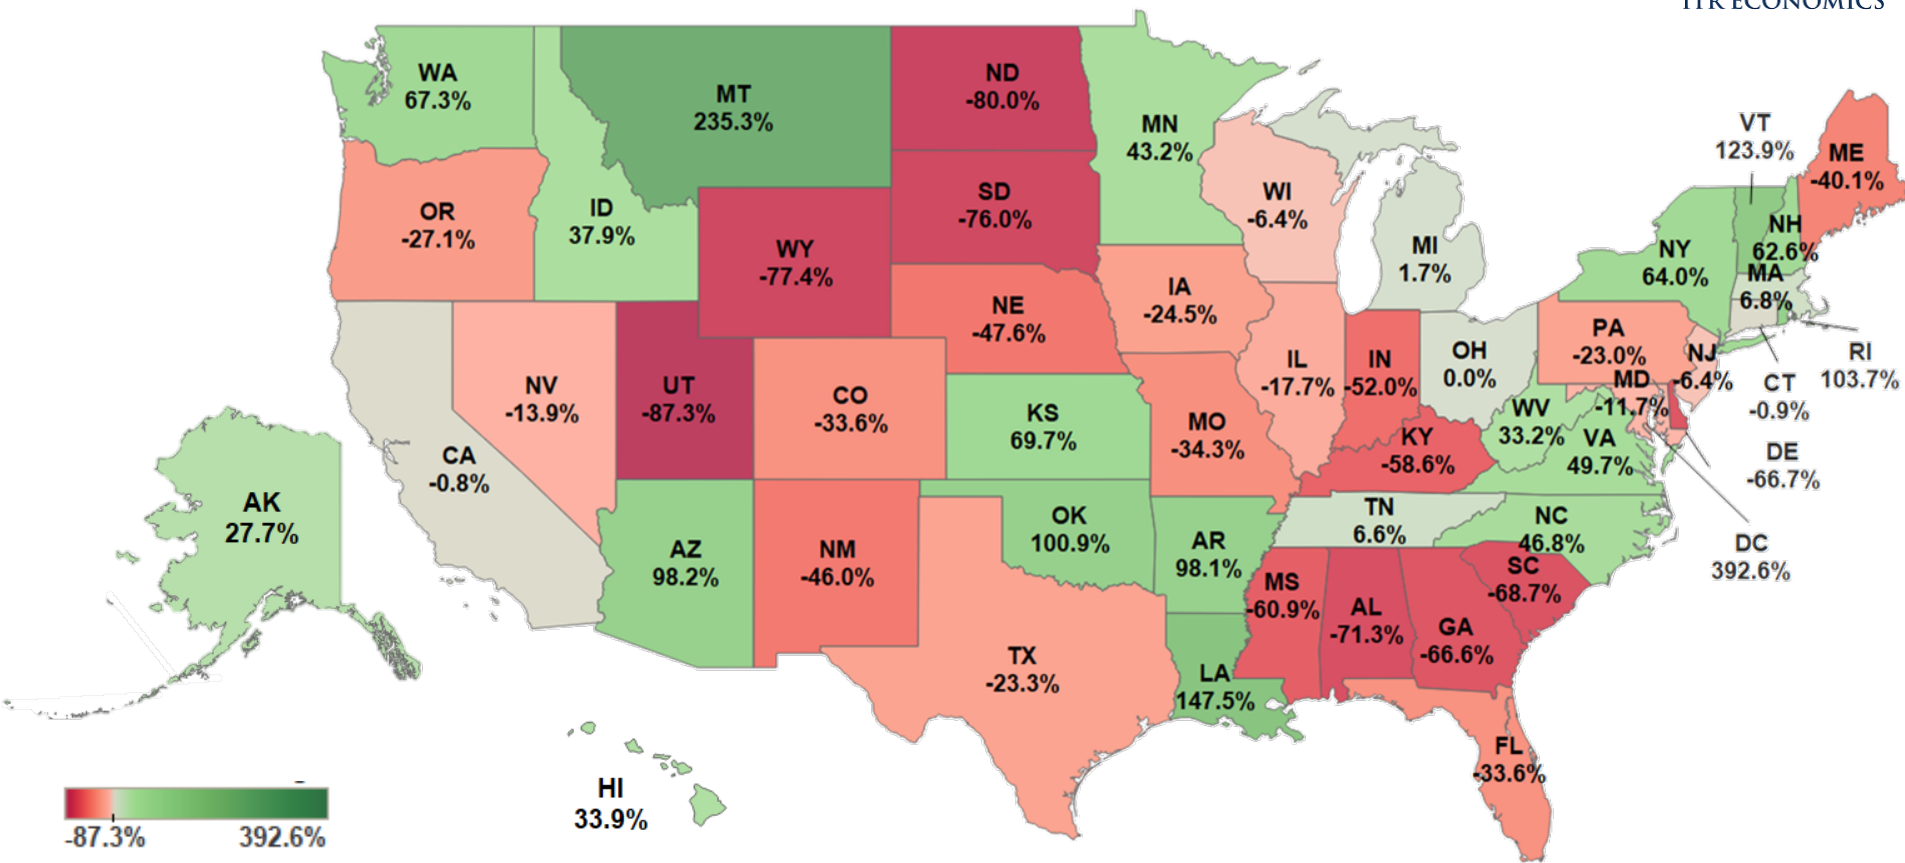 ITR ECONOMICS
WA
67.3%
MT
235.3%
ND
-80.0%
MN
43.2%
VT
123.9%
ME
-40.1%
OR
-27.1%
ID
37.9%
WY
-77.4%
SD
-76.0%
WI
-6.4%
MI
1.7%
NY
64.0%
NH
62.6%
MA
6.8%
NE
-47.6%
IA
-24.5%
PA
-23.0%
NJ
-6.4%
RI
103.7%
CT
-0.9%
NV
-13.9%
UT
-87.3%
CO
-33.6%
KS
69.7%
MO
-34.3%
IL
-17.7%
IN
-52.0%
OH
0.0%
MD
-11.7%
WV
33.2%
VA
49.7%
DE
-66.7%
KY
-58.6%
CA
-0.8%
AK
27.7%
AZ
98.2%
NM
-46.0%
OK
100.9%
AR
98.1%
TN
6.6%
NC
46.8%
DC
392.6%
SC
-68.7%
MS
-60.9%
AL
-71.3%
GA
-66.6%
TX
-23.3%
LA
147.5%
FL
-33.6%
HI
33.9%
-87.3% 392.6%